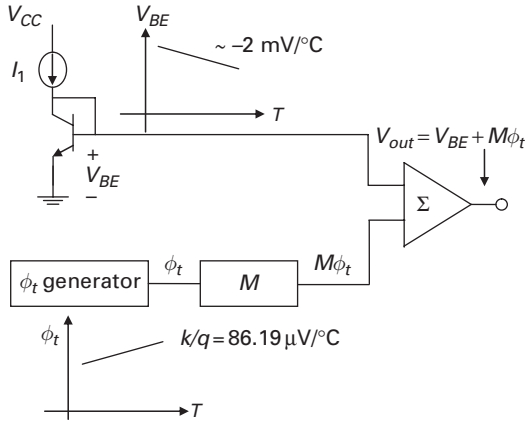 V_CC
V_BE
~ –2 mV/°C
I_1
T
V_out = V_BE + Mϕ_t
+
V_BE
–
Σ
ϕ_t generator
ϕ_t
M
Mϕ_t
ϕ_t
k/q = 86.19 µV/°C
T